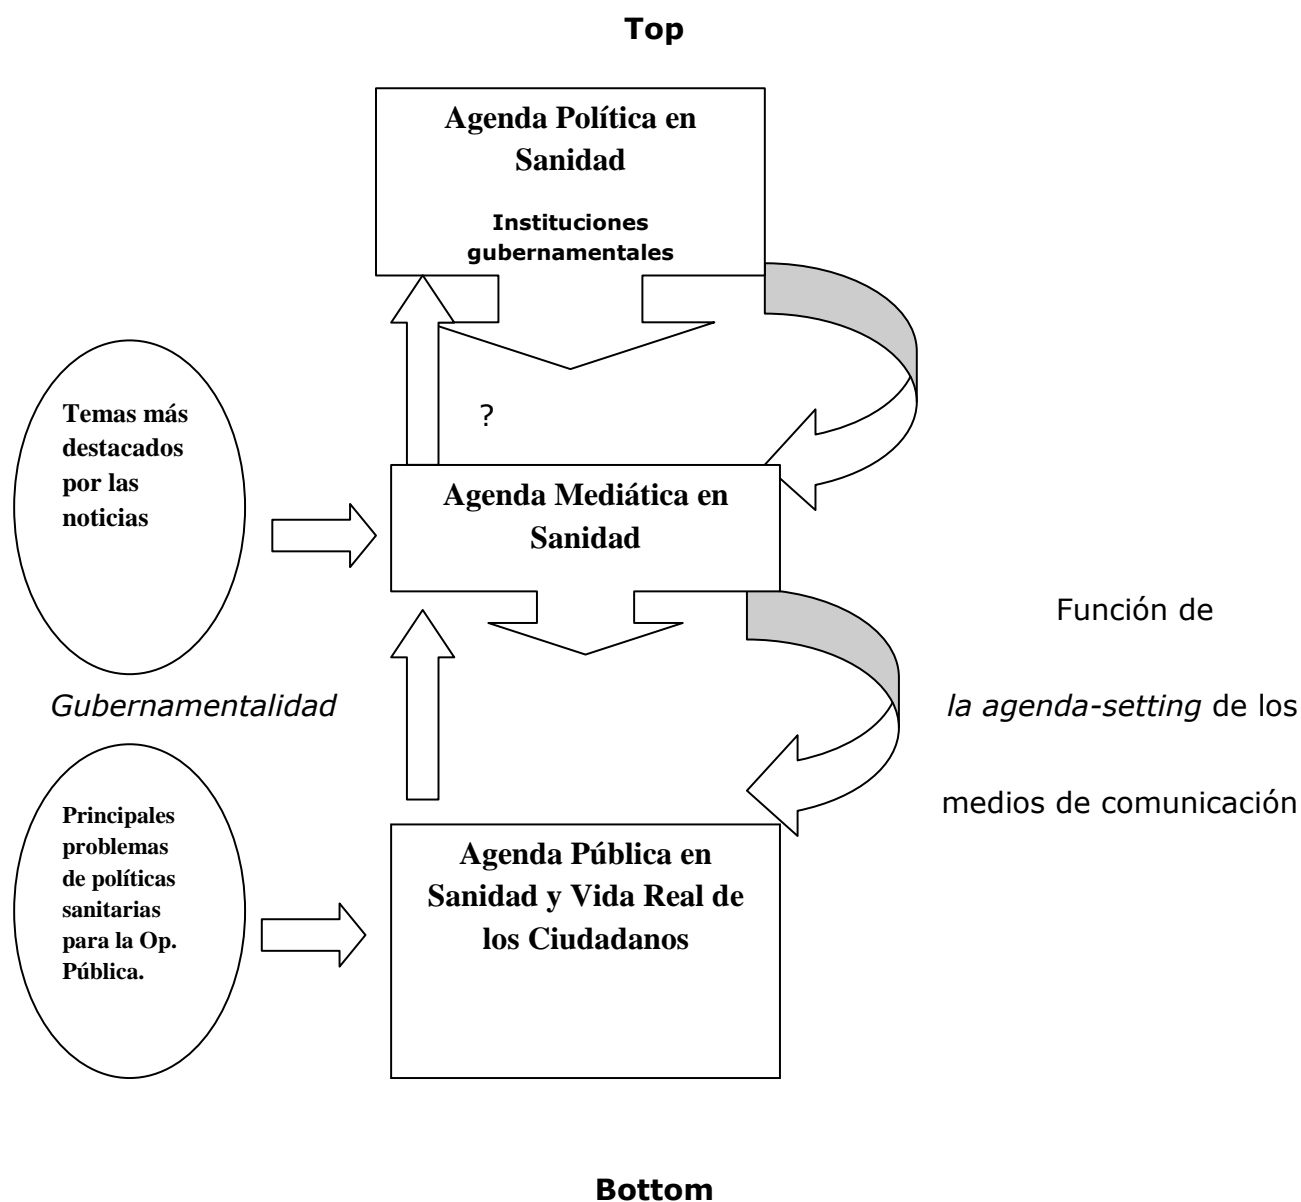 Top
Agenda Política en
Sanidad
Instituciones
gubernamentales
Temas más
destacados
por las
noticias
?
Agenda Mediática en
Sanidad
Función de
Gubernamentalidad
la agenda-setting de los
medios de comunicación
Principales
problemas
de políticas
sanitarias
para la Op.
Pública.
Agenda Pública en
Sanidad y Vida Real de
los Ciudadanos
Bottom